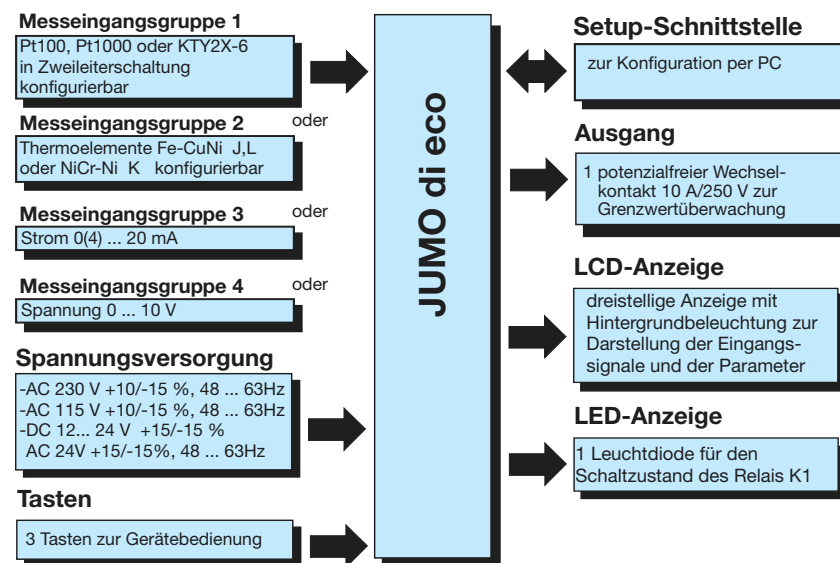 Messeingangsgruppe 1
Pt100, Pt1000 oder KTY2X-6
in Zweileiterschaltung
konfigurierbar
Messeingangsgruppe 2 oder
Thermoelemente Fe-CuNi J,L
oder NiCr-Ni K konfigurierbar
Messeingangsgruppe 3 oder
Strom 0(4) ... 20 mA
Messeingangsgruppe 4 oder
Spannung 0 ... 10 V
Spannungsversorgung
-AC 230 V +10/-15 %, 48 ... 63Hz
-AC 115 V +10/-15 %, 48 ... 63Hz
-DC 12... 24 V +15/-15 %
AC 24V +15/-15%, 48 ... 63Hz
Tasten
3 Tasten zur Gerätebedienung
JUMO di eco
Setup-Schnittstelle
zur Konfiguration per PC
Ausgang
1 potenzialfreier Wechsel-
kontakt 10 A/250 V zur
Grenzwertüberwachung
LCD-Anzeige
dreistellige Anzeige mit
Hintergrundbeleuchtung zur
Darstellung der Eingangs-
signale und der Parameter
LED-Anzeige
1 Leuchtdiode für den
Schaltzustand des Relais K1